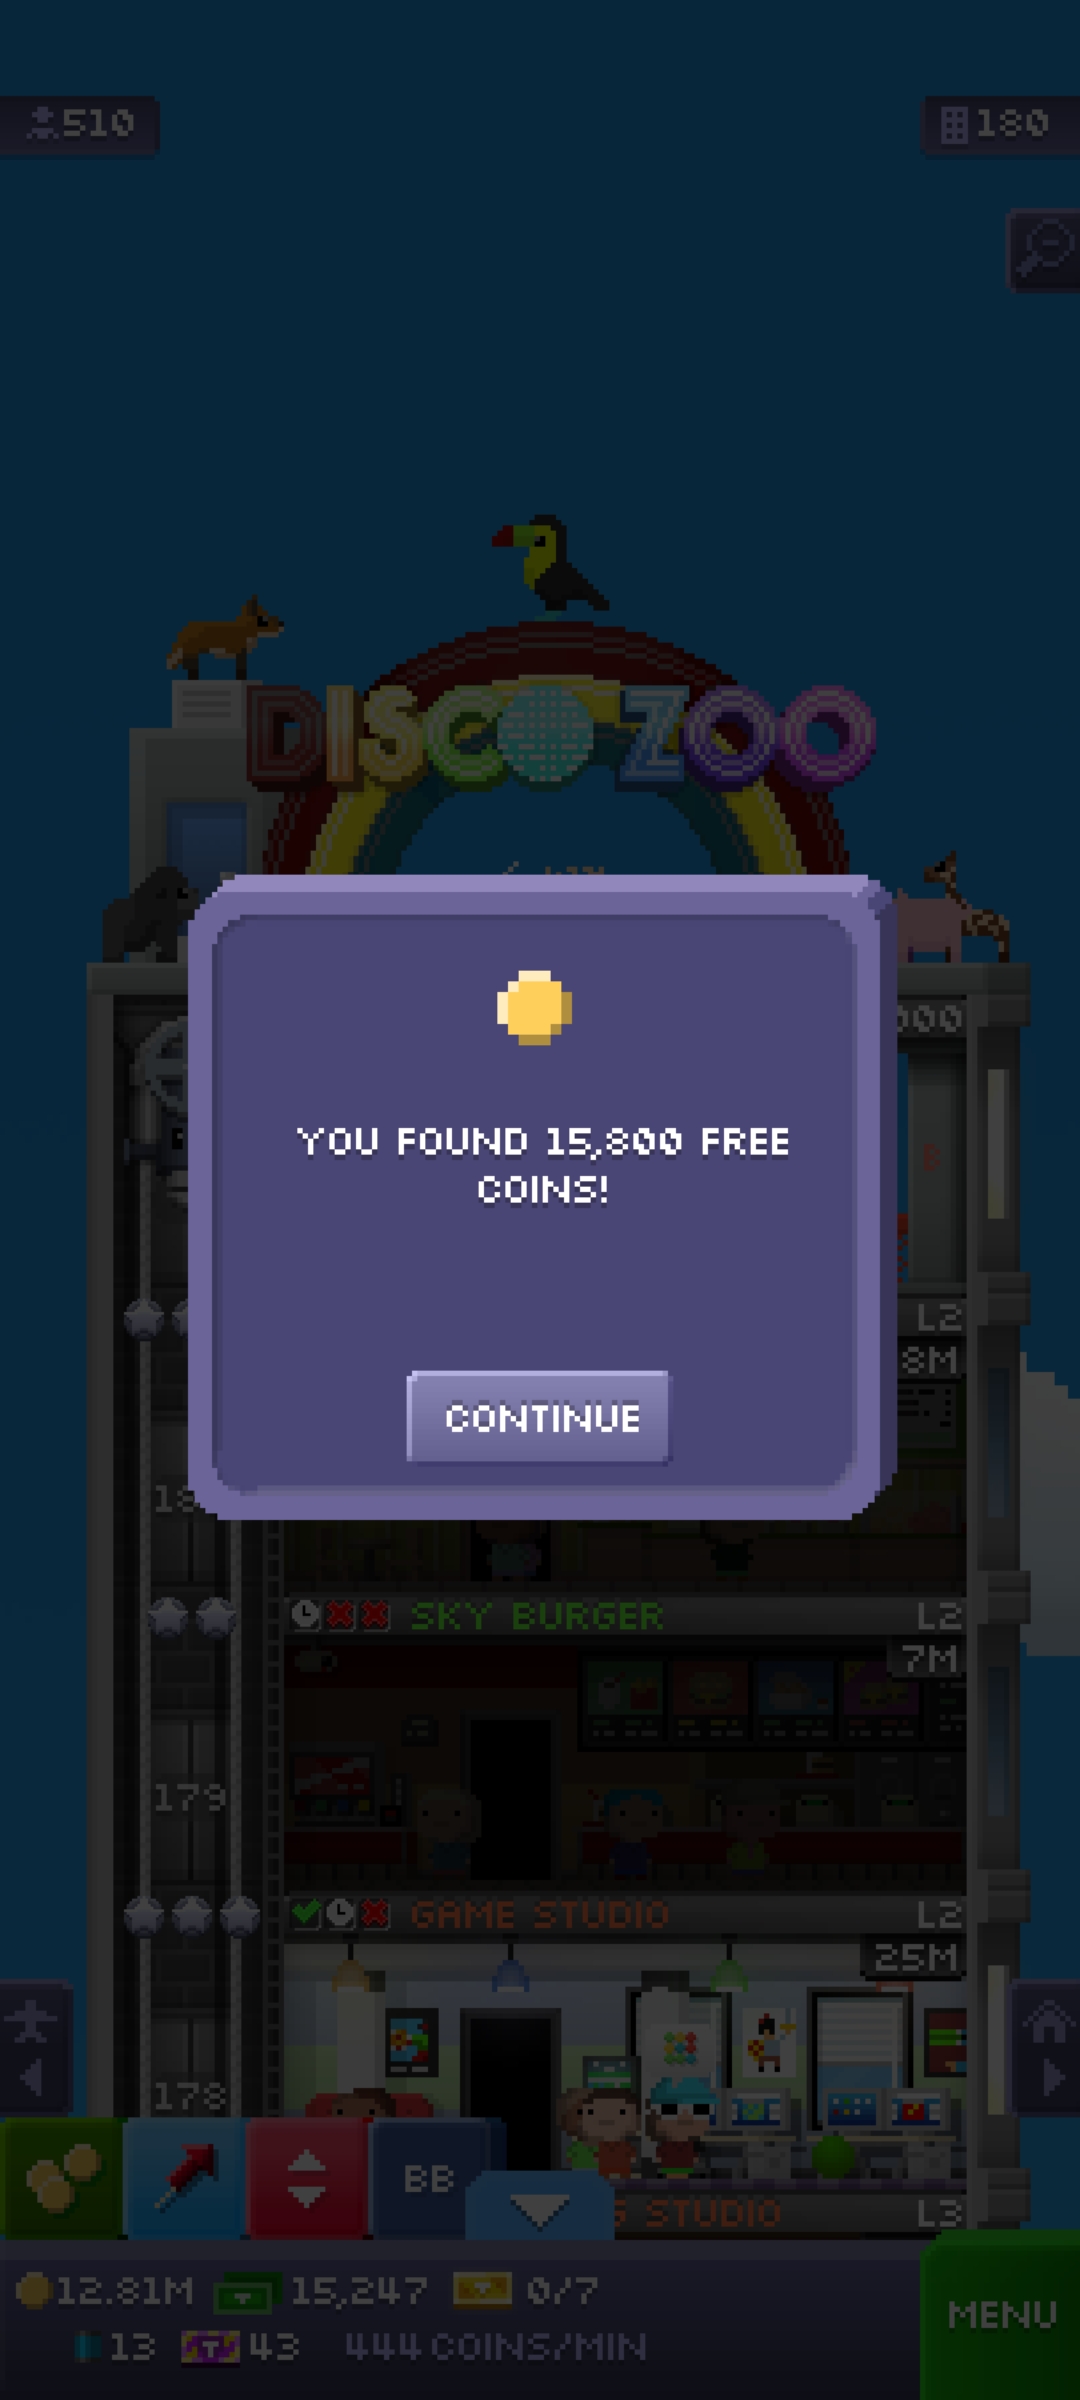 510
180
DISCO ZOO
000
B
YOU FOUND 15,800 FREE
COINS!
L2
8M
CONTINUE
18
SKY BURGER
L2
7M
179
GAME STUDIO
L2
25M
178
BB
S STUDIO
L3
12.81M
15,247
0/7
MENU
13
T
43
444 COINS/MIN